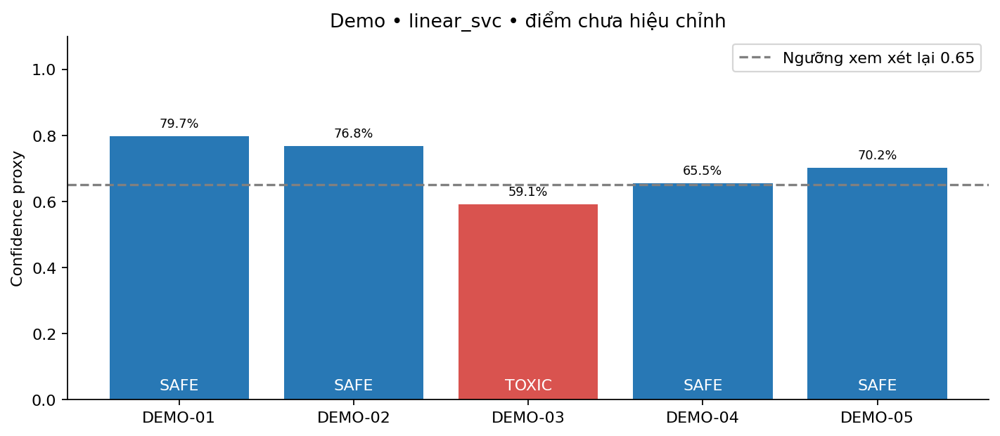 Demo • linear_svc • điểm chưa hiệu chỉnh
Ngưỡng xem xét lại 0.65
Confidence proxy
1.0
0.8
0.6
0.4
0.2
0.0
79.7%
76.8%
59.1%
65.5%
70.2%
SAFE
SAFE
TOXIC
SAFE
SAFE
DEMO-01
DEMO-02
DEMO-03
DEMO-04
DEMO-05